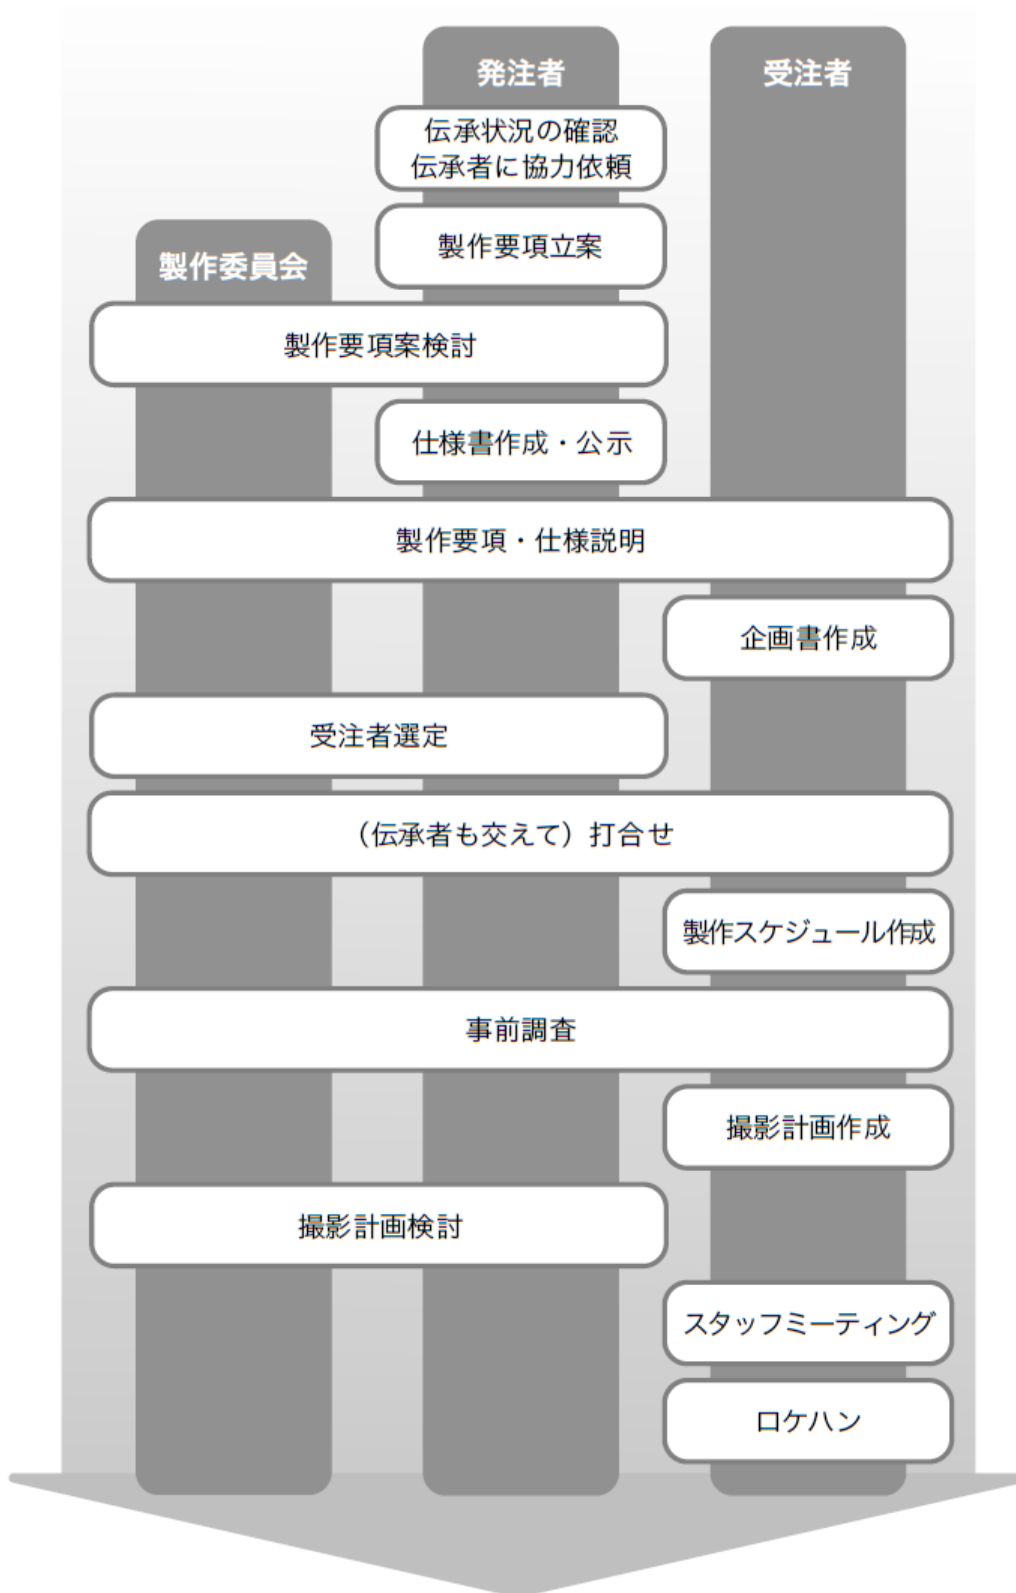 発注者
受注者
伝承状況の確認
伝承者に協力依頼
製作要項立案
製作委員会
製作要項案検討
仕様書作成・公示
製作要項・仕様説明
企画書作成
受注者選定
（伝承者も交えて）打合せ
製作スケジュール作成
事前調査
撮影計画作成
撮影計画検討
スタッフミーティング
ロケハン